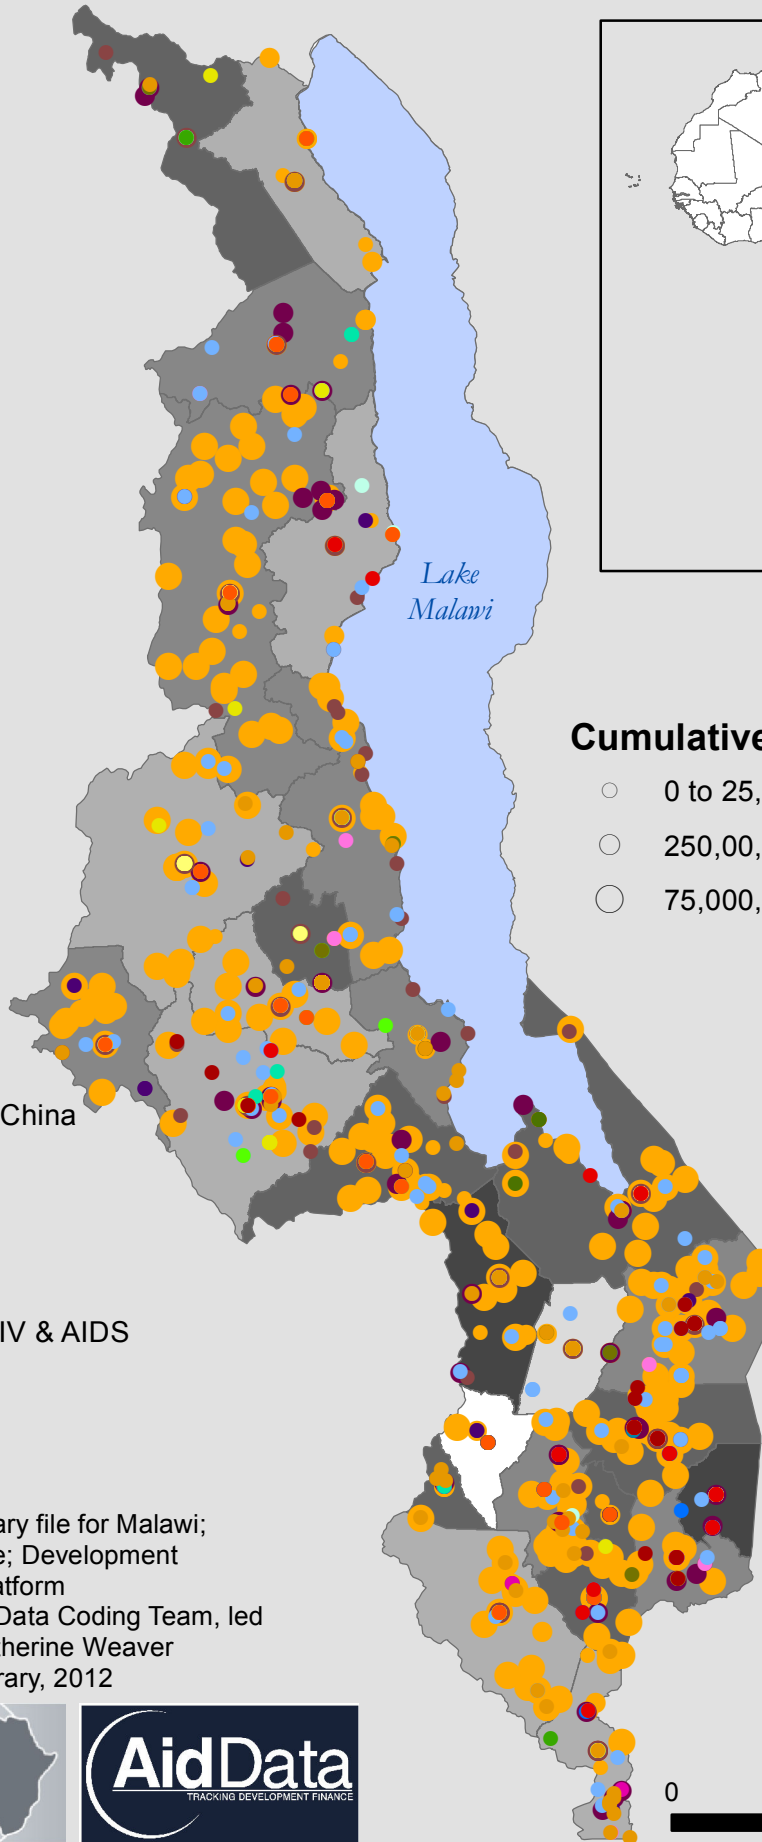 Lake
Malawi
Cumulative
0 to 25,
250,00,
75,000,
China
IV & AIDS
ary file for Malawi;
e; Development
atform
Data Coding Team, led
therine Weaver
rary, 2012
AidData
TRACKING DEVELOPMENT FINANCE
0